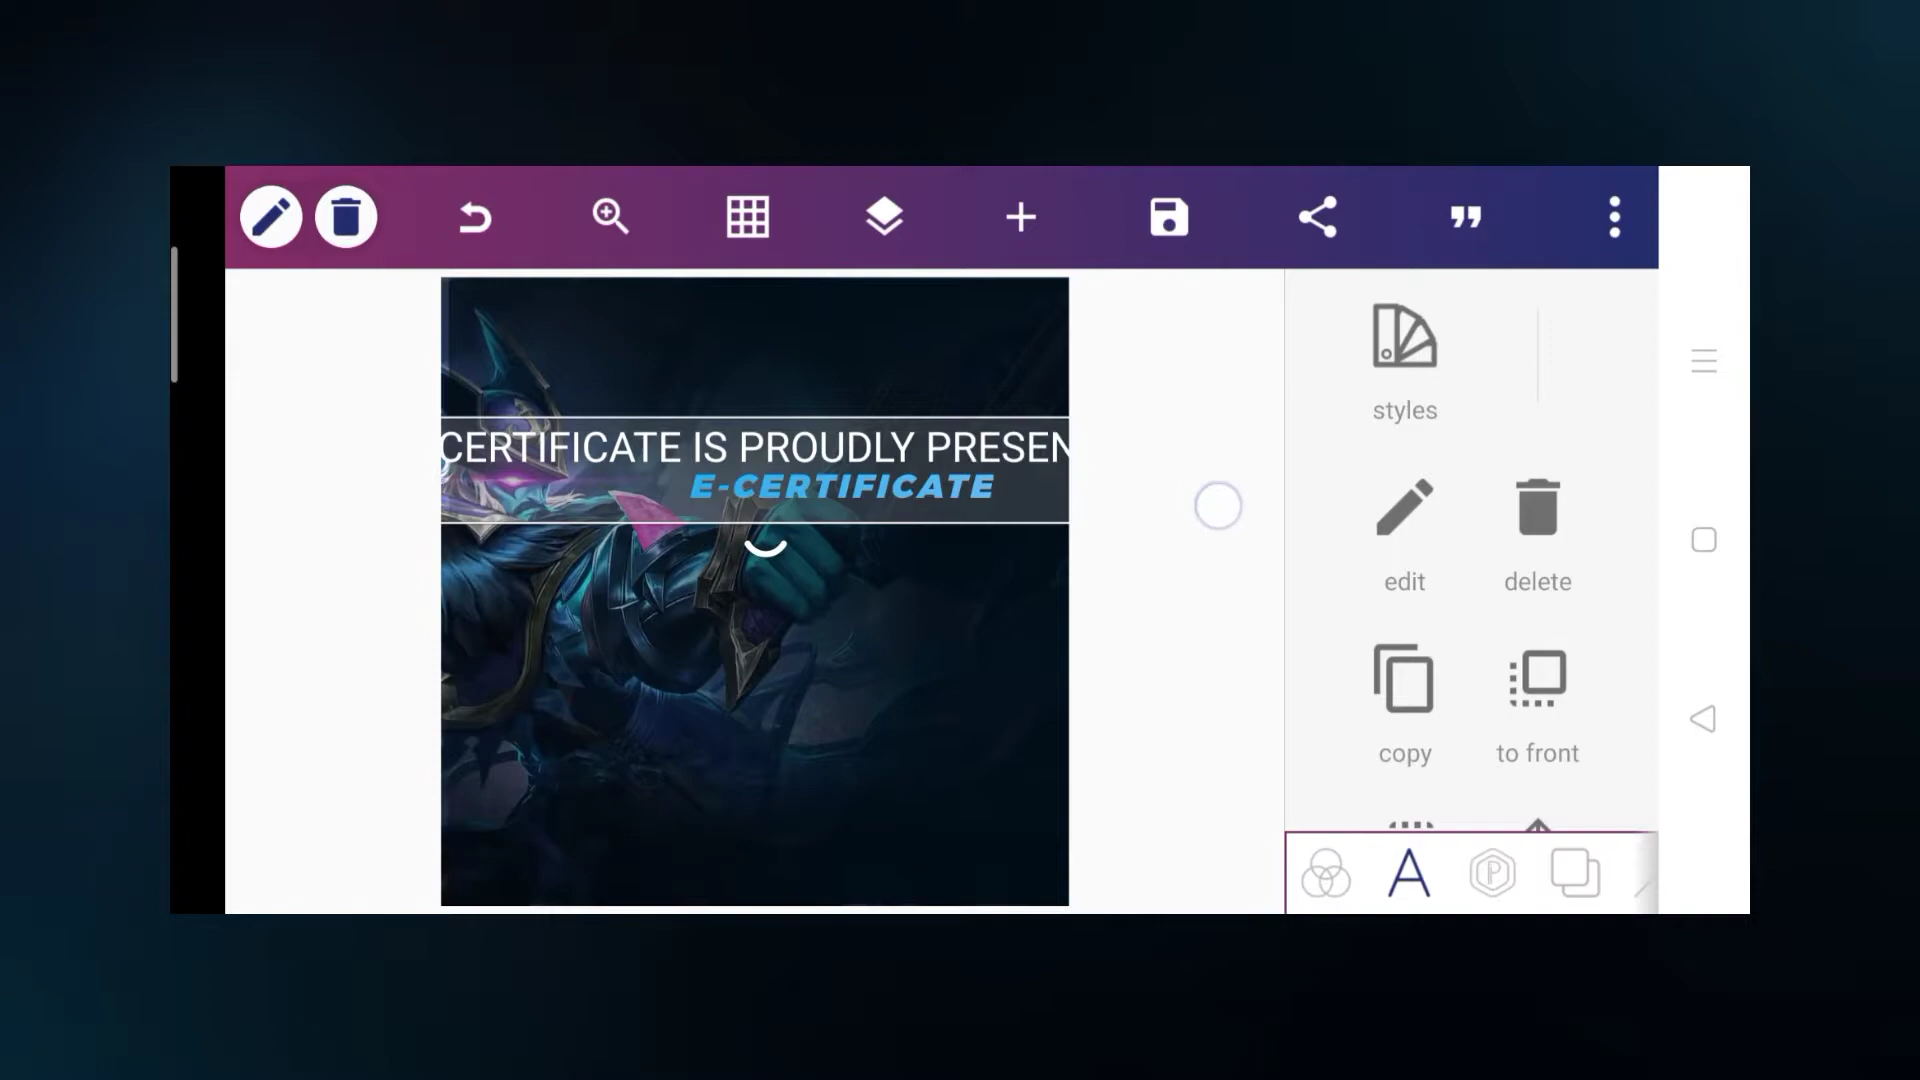 CERTIFICATE IS PROUDLY PRESEN
E-CERTIFICATE
styles
edit
delete
copy
to front